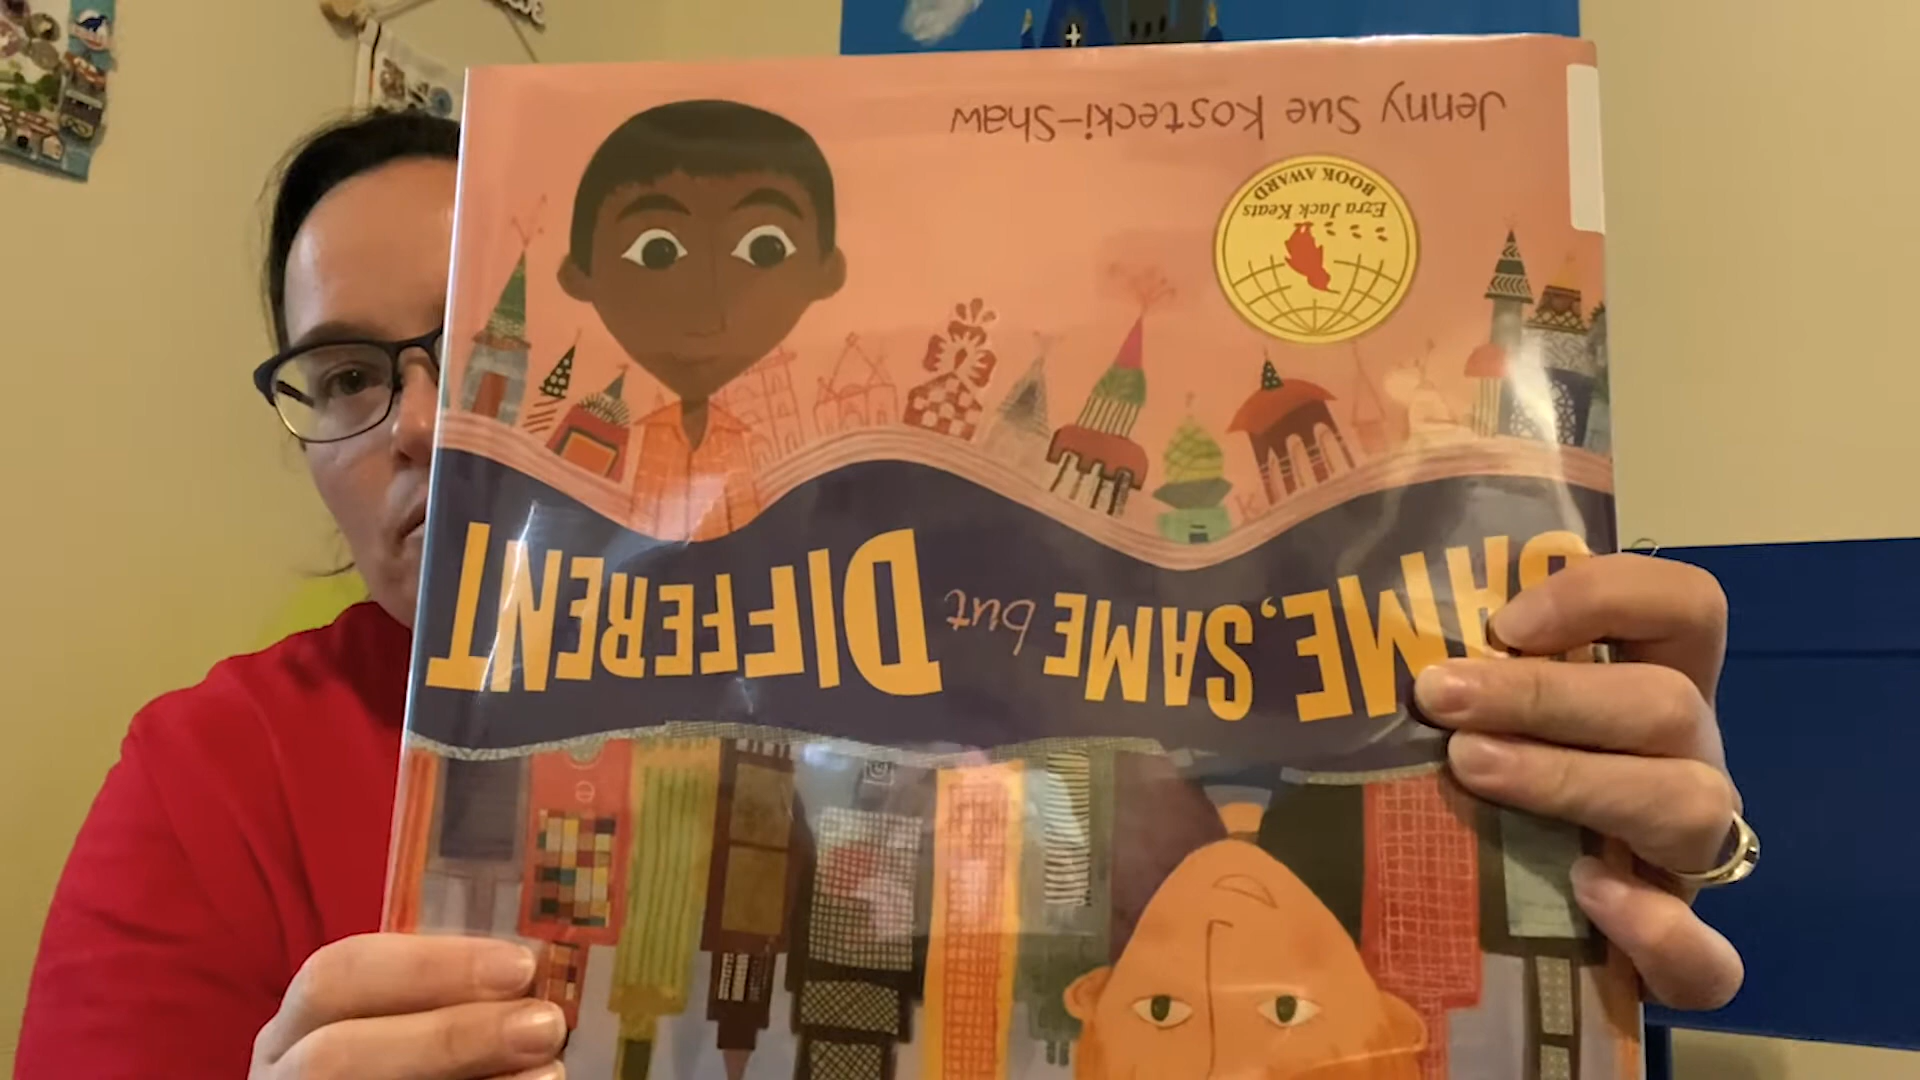 SAME, SAME but DIFFERENT
Ezra Jack Keats
BOOK AWARD
Jenny Sue Kostecki-Shaw